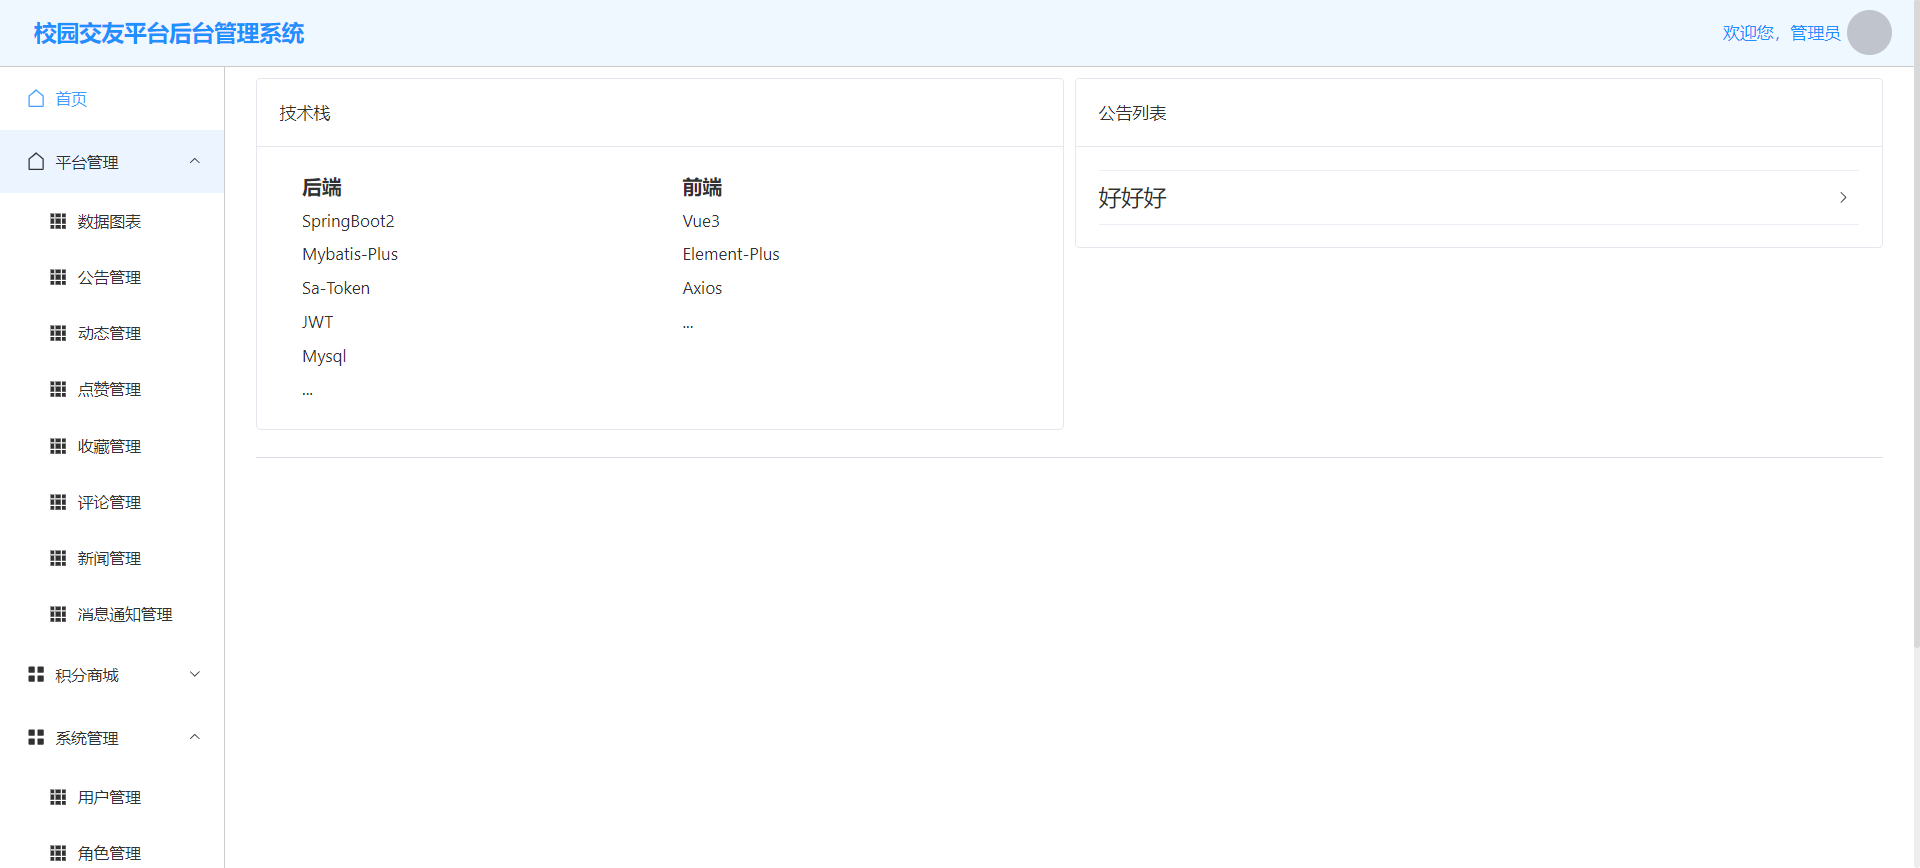 校园交友平台后台管理系统
欢迎您，管理员
首页
平台管理
数据图表
公告管理
动态管理
点赞管理
收藏管理
评论管理
新闻管理
消息通知管理
积分商城
系统管理
用户管理
角色管理
技术栈
后端
SpringBoot2
Mybatis-Plus
Sa-Token
JWT
Mysql
...
前端
Vue3
Element-Plus
Axios
...
公告列表
好好好